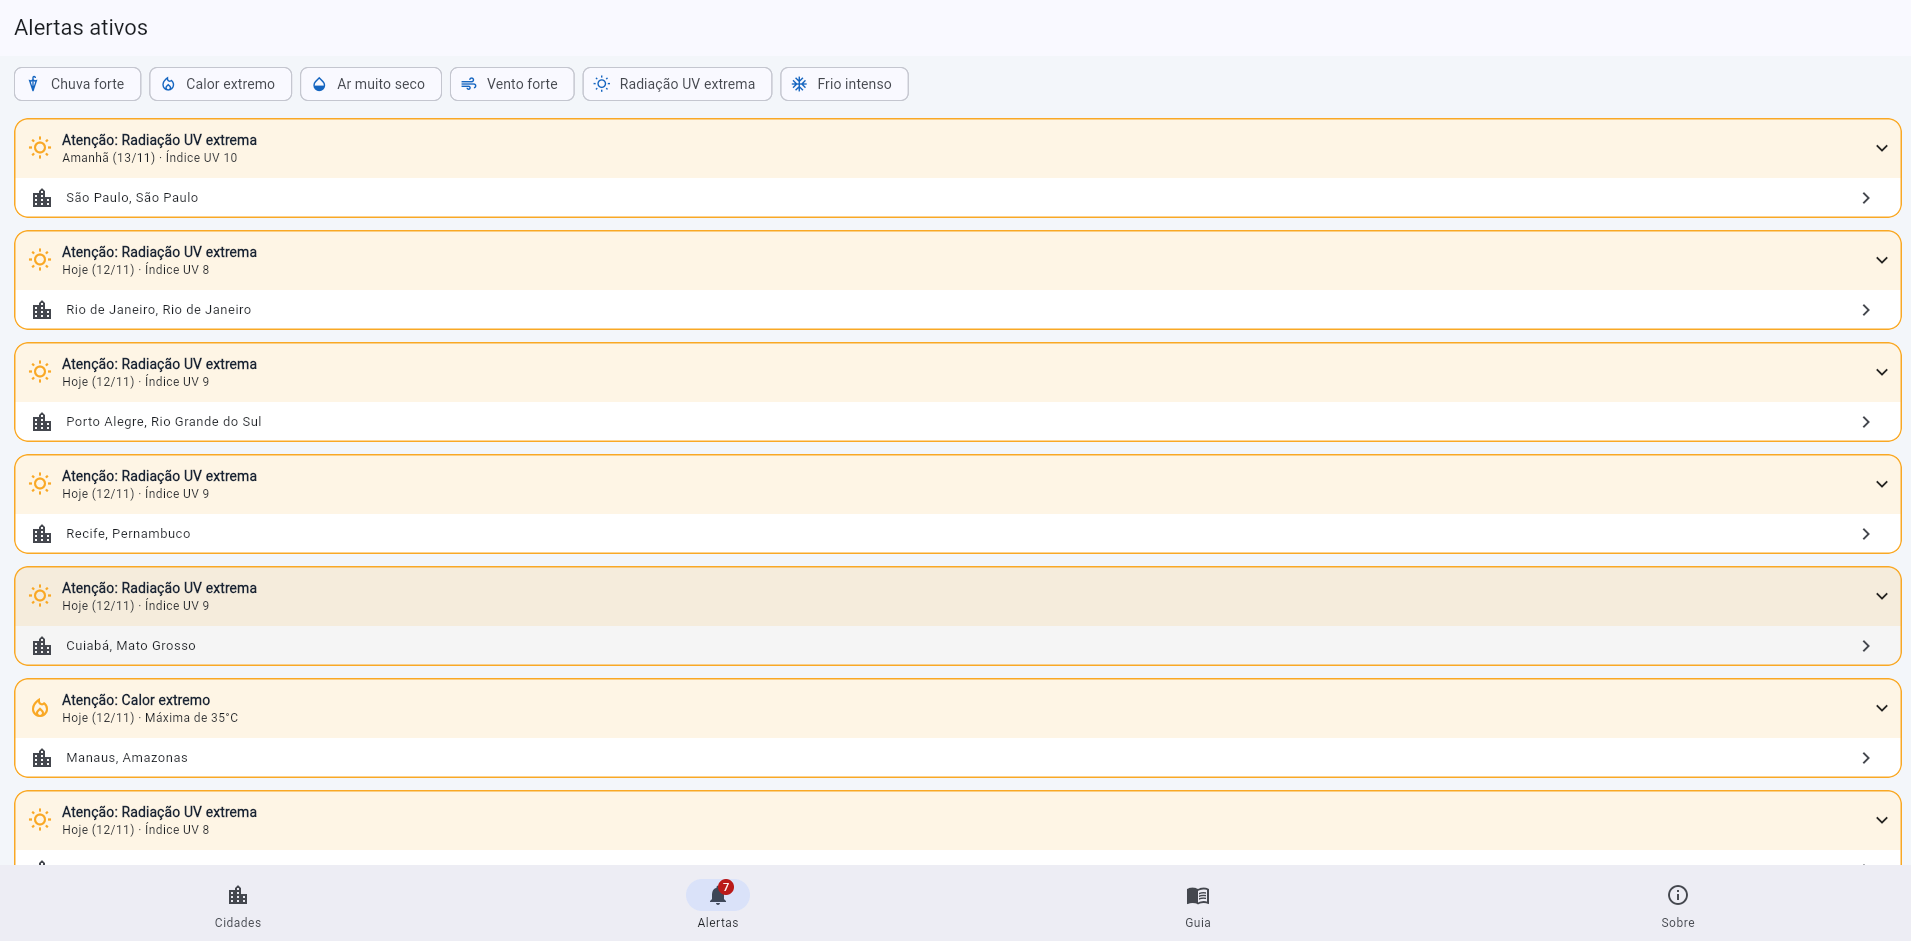 Alertas ativos
Chuva forte
Calor extremo
Ar muito seco
Vento forte
Radiação UV extrema
Frio intenso
Atenção: Radiação UV extrema
Amanhã (13/11) · Índice UV 10
São Paulo, São Paulo
Atenção: Radiação UV extrema
Hoje (12/11) · Índice UV 8
Rio de Janeiro, Rio de Janeiro
Atenção: Radiação UV extrema
Hoje (12/11) · Índice UV 9
Porto Alegre, Rio Grande do Sul
Atenção: Radiação UV extrema
Hoje (12/11) · Índice UV 9
Recife, Pernambuco
Atenção: Radiação UV extrema
Hoje (12/11) · Índice UV 9
Cuiabá, Mato Grosso
Atenção: Calor extremo
Hoje (12/11) · Máxima de 35°C
Manaus, Amazonas
Atenção: Radiação UV extrema
Hoje (12/11) · Índice UV 8
Cidades
7
Alertas
Guia
Sobre